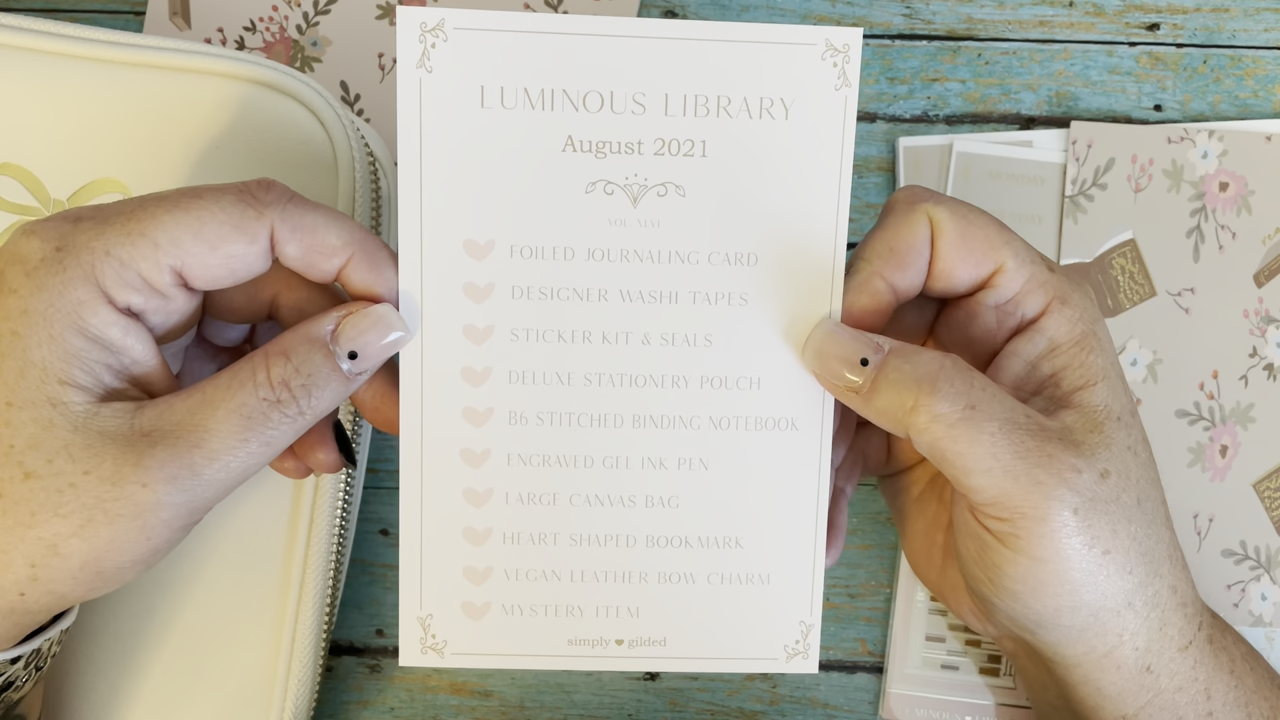 LUMINOUS LIBRARY
August 2021
VOL. XLVI
FOILED JOURNALING CARD
DESIGNER WASHI TAPES
STICKER KIT & SEALS
DELUXE STATIONERY POUCH
B6 STITCHED BINDING NOTEBOOK
ENGRAVED GEL INK PEN
LARGE CANVAS BAG
HEART SHAPED BOOKMARK
VEGAN LEATHER BOW CHARM
MYSTERY ITEM
simply gilded